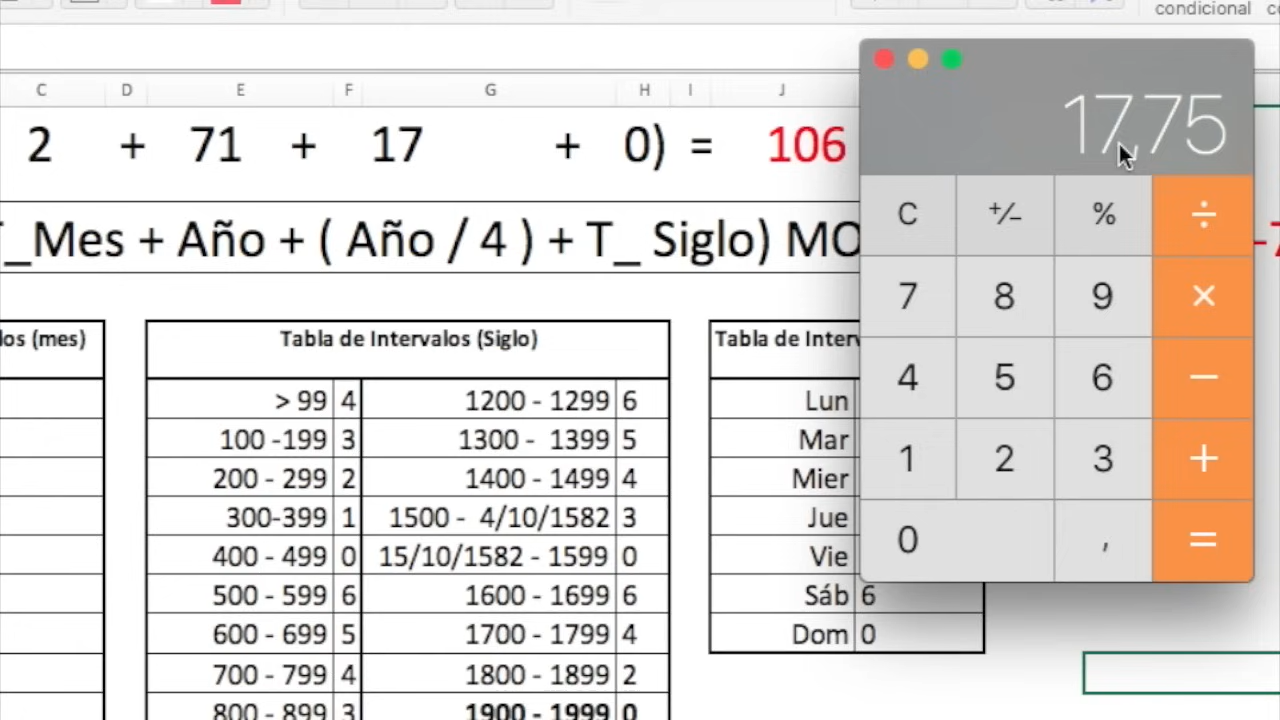 condicional
C D E F G H I J
2 + 71 + 17 + 0) = 106
T_Mes + Año + ( Año / 4 ) + T_ Siglo) MO
-7
los (mes)
Tabla de Intervalos (Siglo)
> 99 4 1200 - 1299 6
100 -199 3 1300 - 1399 5
200 - 299 2 1400 - 1499 4
300-399 1 1500 - 4/10/1582 3
400 - 499 0 15/10/1582 - 1599 0
500 - 599 6 1600 - 1699 6
600 - 699 5 1700 - 1799 4
700 - 799 4 1800 - 1899 2
800 - 899 3 1900 - 1999 0
Tabla de Interv
Lun
Mar
Mier
Jue
Vie
Sáb 6
Dom 0
17,75
C +/− % ÷
7 8 9 ×
4 5 6 −
1 2 3 +
0 , =